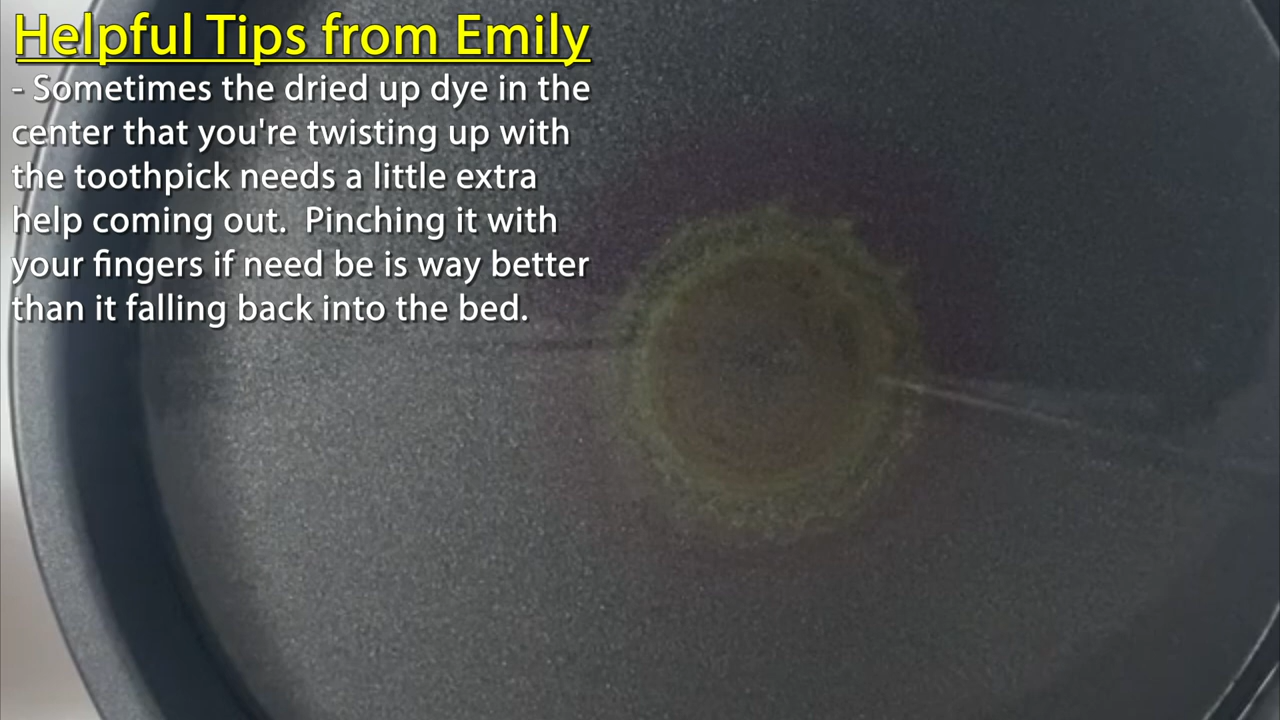 Helpful Tips from Emily
- Sometimes the dried up dye in the
center that you're twisting up with
the toothpick needs a little extra
help coming out.  Pinching it with
your fingers if need be is way better
than it falling back into the bed.